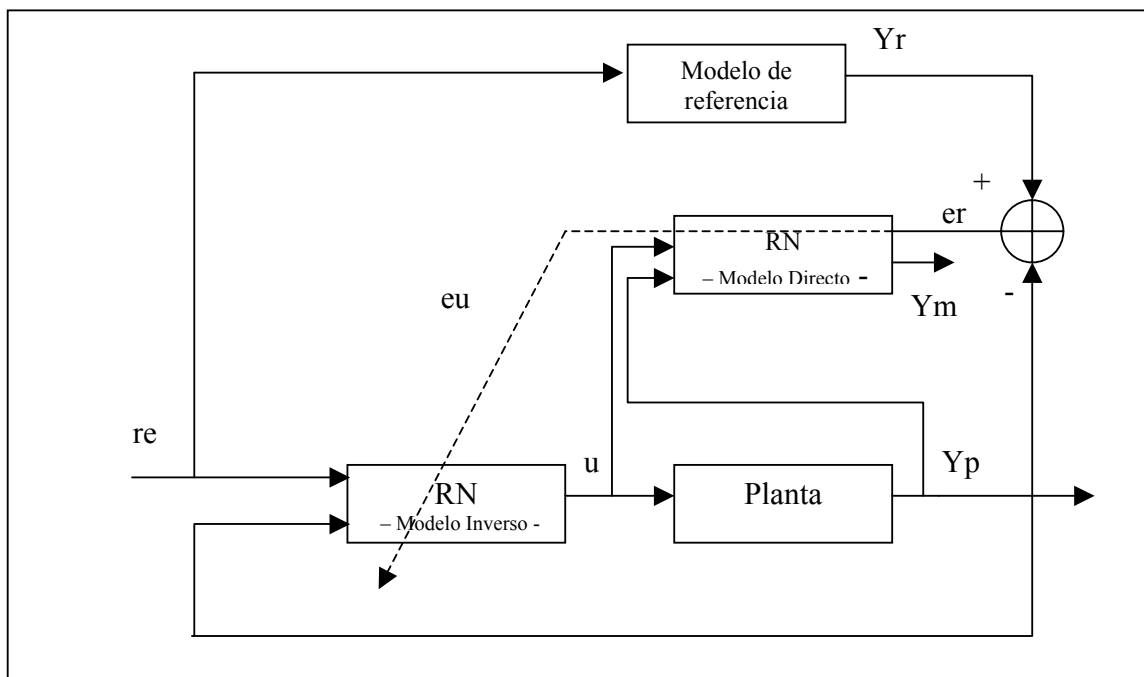 Yr
Modelo de
referencia
+
er
RN
– Modelo Directo -
-
Ym
eu
re
u
Yp
RN
– Modelo Inverso -
Planta